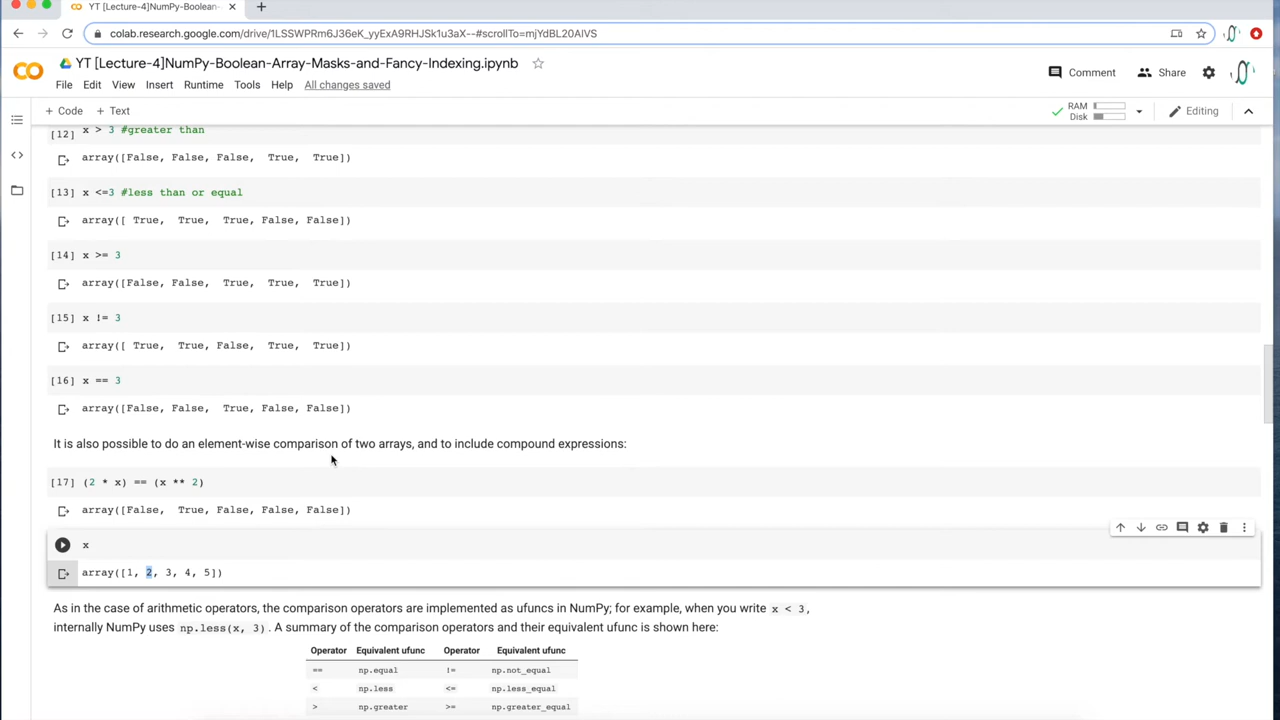 YT [Lecture-4]NumPy-Boolean-
colab.research.google.com/drive/1LSSWPRm6J36eK_yyExA9RHJSk1u3aX--#scrollTo=mjYdBL20AlVS
YT [Lecture-4]NumPy-Boolean-Array-Masks-and-Fancy-Indexing.ipynb
Comment
Share
File Edit View Insert Runtime Tools Help All changes saved
+ Code + Text
RAM
Disk
Editing
[12] x > 3 #greater than
array([False, False, False,  True,  True])
[13] x <=3 #less than or equal
array([ True,  True,  True, False, False])
[14] x >= 3
array([False, False,  True,  True,  True])
[15] x != 3
array([ True,  True, False,  True,  True])
[16] x == 3
array([False, False,  True, False, False])
It is also possible to do an element-wise comparison of two arrays, and to include compound expressions:
[17] (2 * x) == (x ** 2)
array([False,  True, False, False, False])
x
array([1, 2, 3, 4, 5])
As in the case of arithmetic operators, the comparison operators are implemented as ufuncs in NumPy; for example, when you write x < 3,
internally NumPy uses np.less(x, 3). A summary of the comparison operators and their equivalent ufunc is shown here:
Operator Equivalent ufunc Operator Equivalent ufunc
== np.equal != np.not_equal
< np.less <= np.less_equal
> np.greater >= np.greater_equal